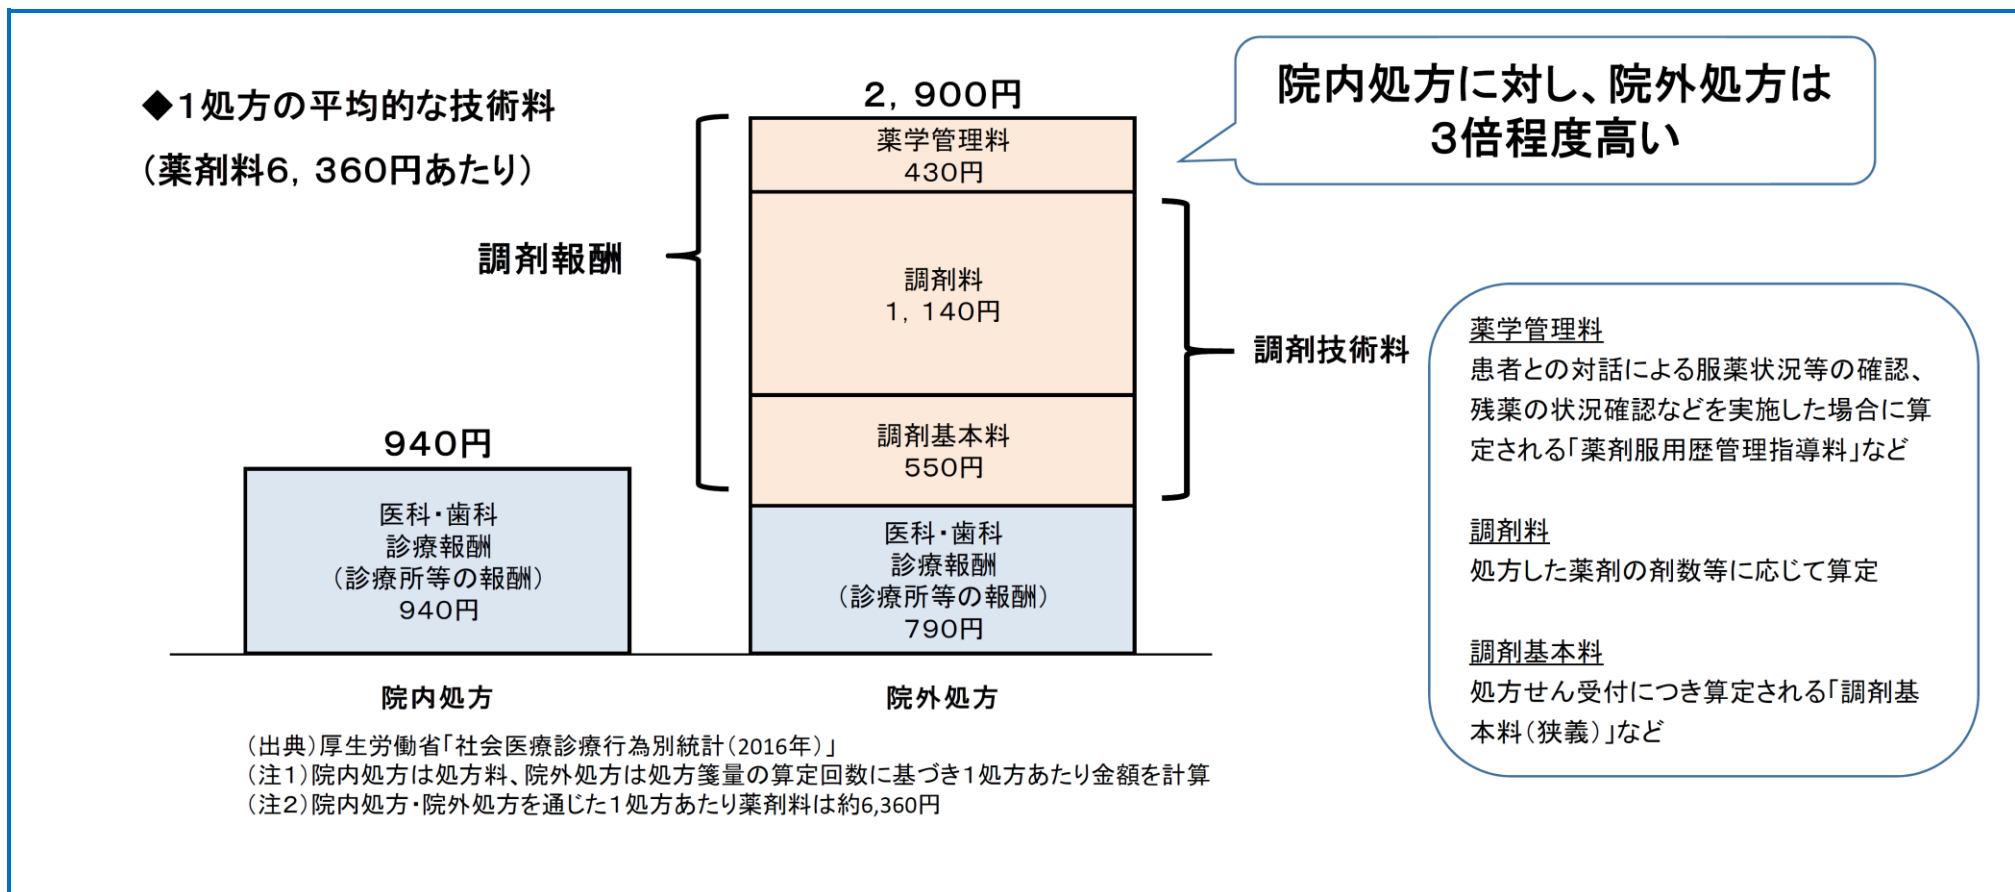 ◆1処方の平均的な技術料
（薬剤料6，360円あたり）
2，900円
院内処方に対し、院外処方は
3倍程度高い
薬学管理料
430円
調剤報酬
調剤料
1，140円
調剤技術料
調剤基本料
550円
940円
医科・歯科
診療報酬
（診療所等の報酬）
940円
医科・歯科
診療報酬
（診療所等の報酬）
790円
院内処方
院外処方
薬学管理料
患者との対話による服薬状況等の確認、
残薬の状況確認などを実施した場合に算
定される「薬剤服用歴管理指導料」など
調剤料
処方した薬剤の剤数等に応じて算定
調剤基本料
処方せん受付につき算定される「調剤基
本料（狭義）」など
（出典）厚生労働省「社会医療診療行為別統計（2016年）」
（注1）院内処方は処方料、院外処方は処方箋量の算定回数に基づき1処方あたり金額を計算
（注2）院内処方・院外処方を通じた1処方あたり薬剤料は約6,360円